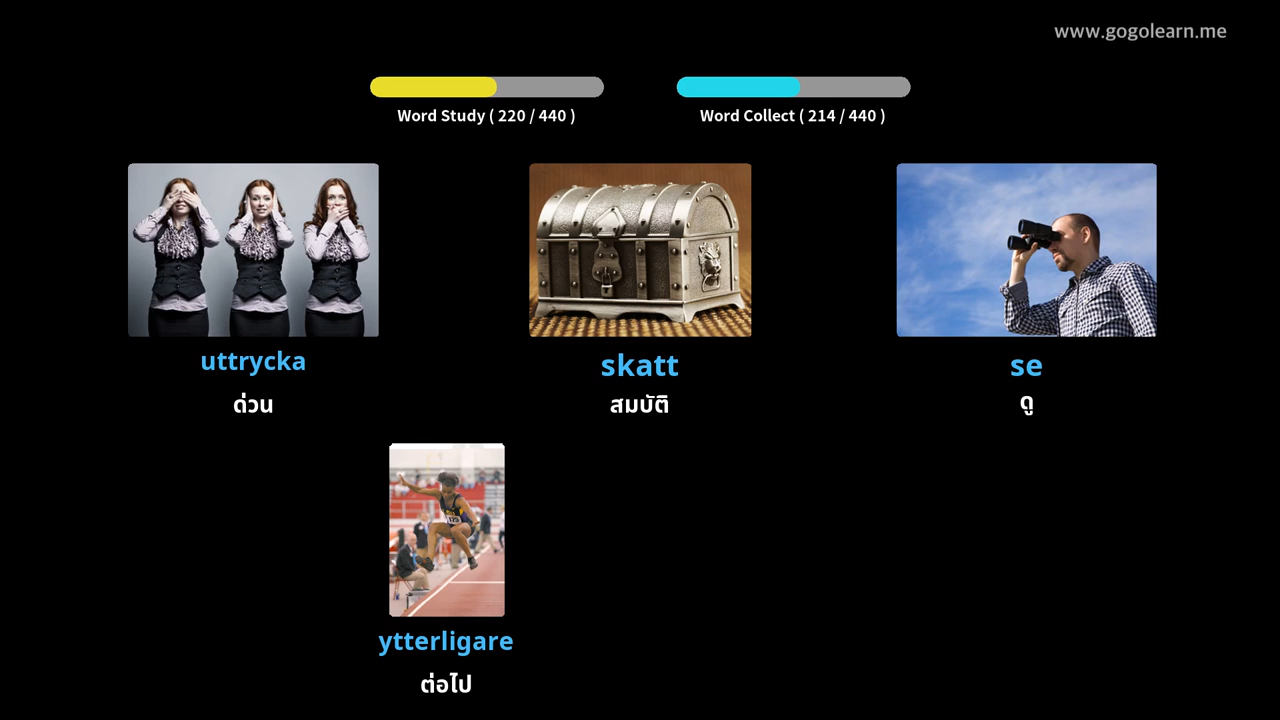 www.gogolearn.me
Word Study ( 220 / 440 )
Word Collect ( 214 / 440 )
uttrycka
skatt
se
ด่วน
สมบัติ
ดู
ytterligare
ต่อไป